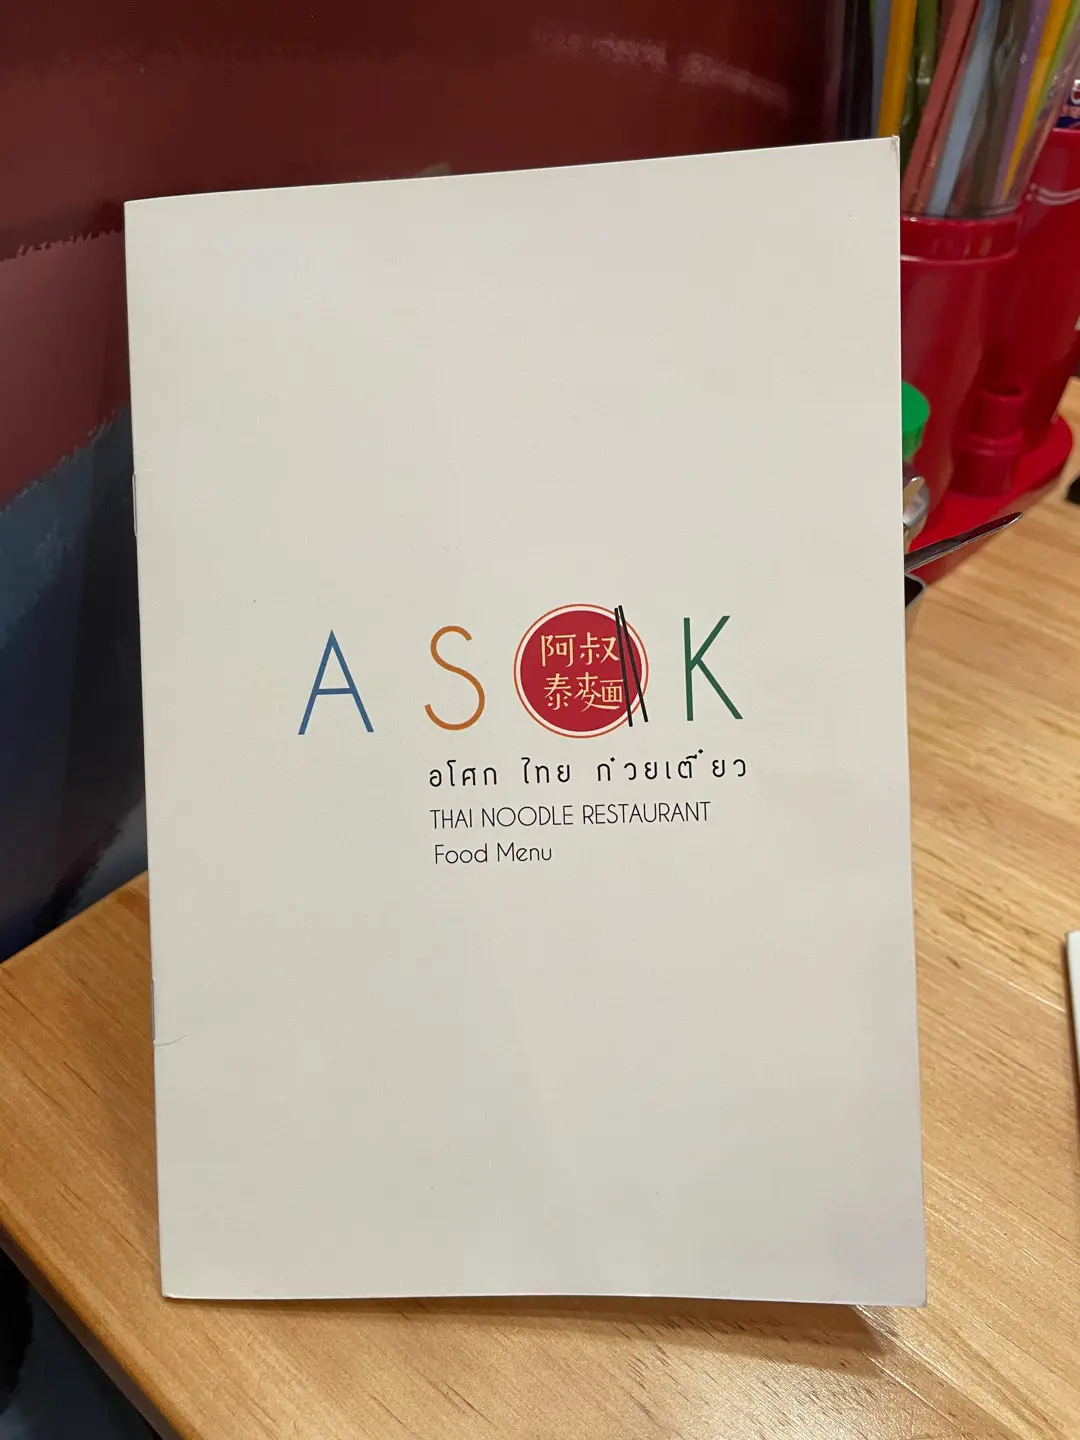 ASOK
阿叔
泰麵
อโศก ไทย ก๋วยเตี๋ยว
THAI NOODLE RESTAURANT
Food Menu